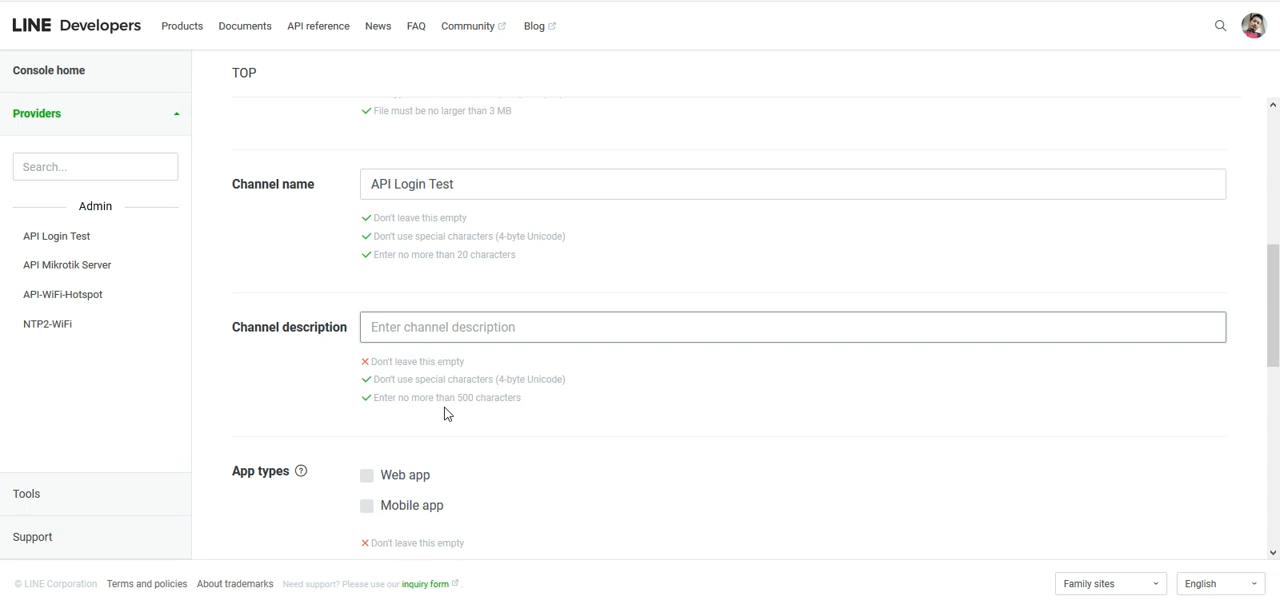 LINE Developers Products Documents API reference News FAQ Community Blog
Console home
Providers
Search...
Admin
API Login Test
API Mikrotik Server
API-WiFi-Hotspot
NTP2-WiFi
Tools
Support
TOP
File must be no larger than 3 MB
Channel name API Login Test
Don't leave this empty
Don't use special characters (4-byte Unicode)
Enter no more than 20 characters
Channel description Enter channel description
Don't leave this empty
Don't use special characters (4-byte Unicode)
Enter no more than 500 characters
App types ? Web app
Mobile app
Don't leave this empty
© LINE Corporation Terms and policies About trademarks Need support? Please use our inquiry form . Family sites English